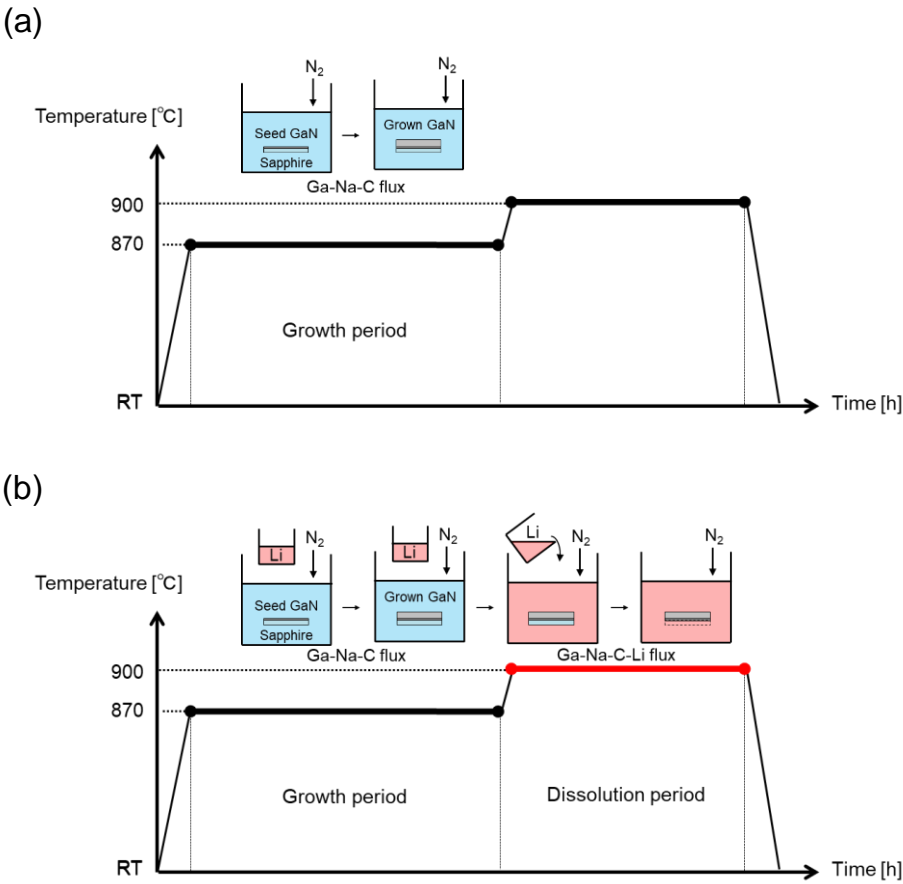 (a)
N₂
N₂
Temperature [℃]
Seed GaN
Grown GaN
Sapphire
Ga-Na-C flux
900
870
Growth period
RT
Time [h]
(b)
Li
N₂
Li
N₂
Li
N₂
N₂
Temperature [℃]
Seed GaN
Grown GaN
Sapphire
Ga-Na-C flux
Ga-Na-C-Li flux
900
870
Growth period
Dissolution period
RT
Time [h]